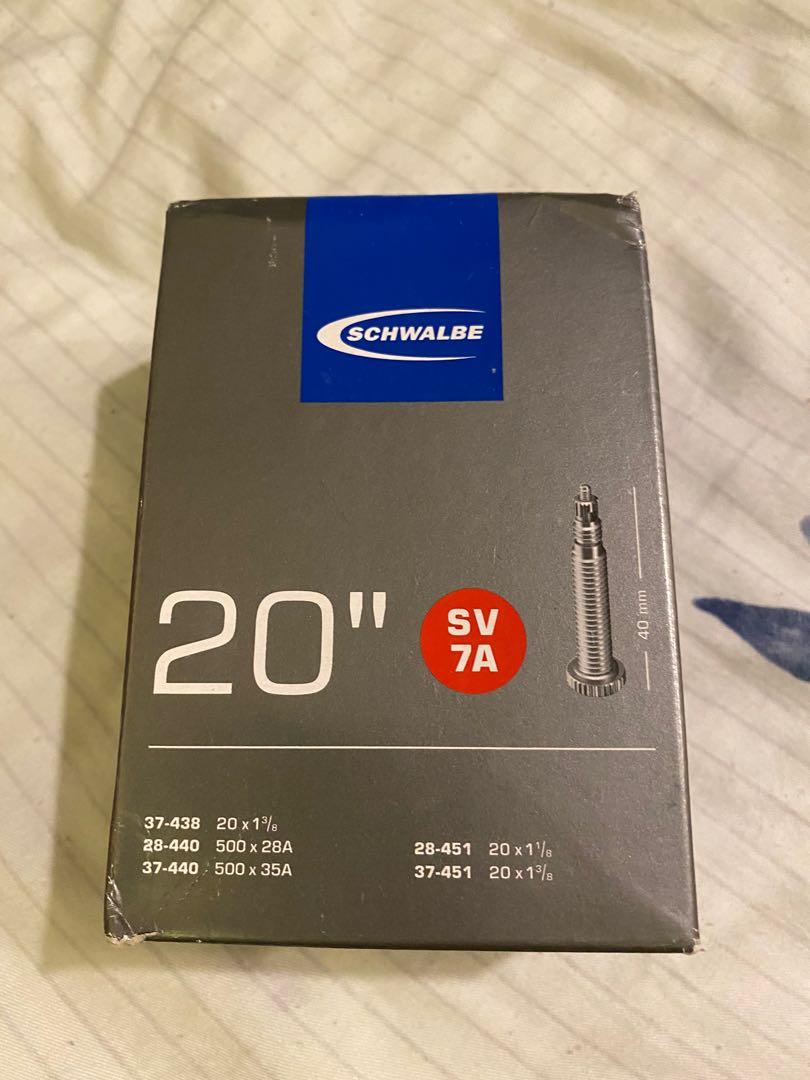 SCHWALBE
20"
SV
7A
40 mm
37-438 20 x 1³/₈
28-440 500 x 28A
37-440 500 x 35A
28-451 20 x 1¹/₈
37-451 20 x 1³/₈